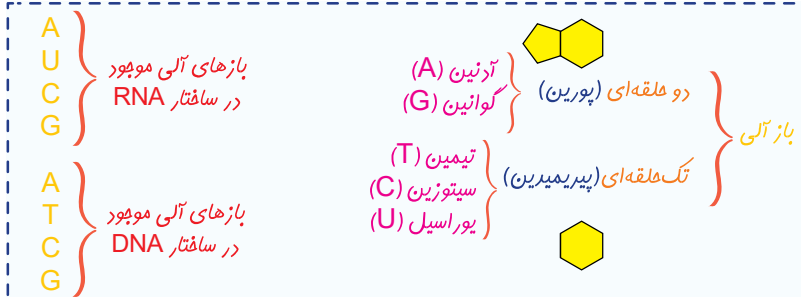 باز آلی
دو حلقه‌ای (پورین)
آدنین (A)
گوانین (G)
تک‌حلقه‌ای (پیریمیدین)
تیمین (T)
سیتوزین (C)
یوراسیل (U)
بازهای آلی موجود
در ساختار RNA
A
U
C
G
بازهای آلی موجود
در ساختار DNA
A
T
C
G